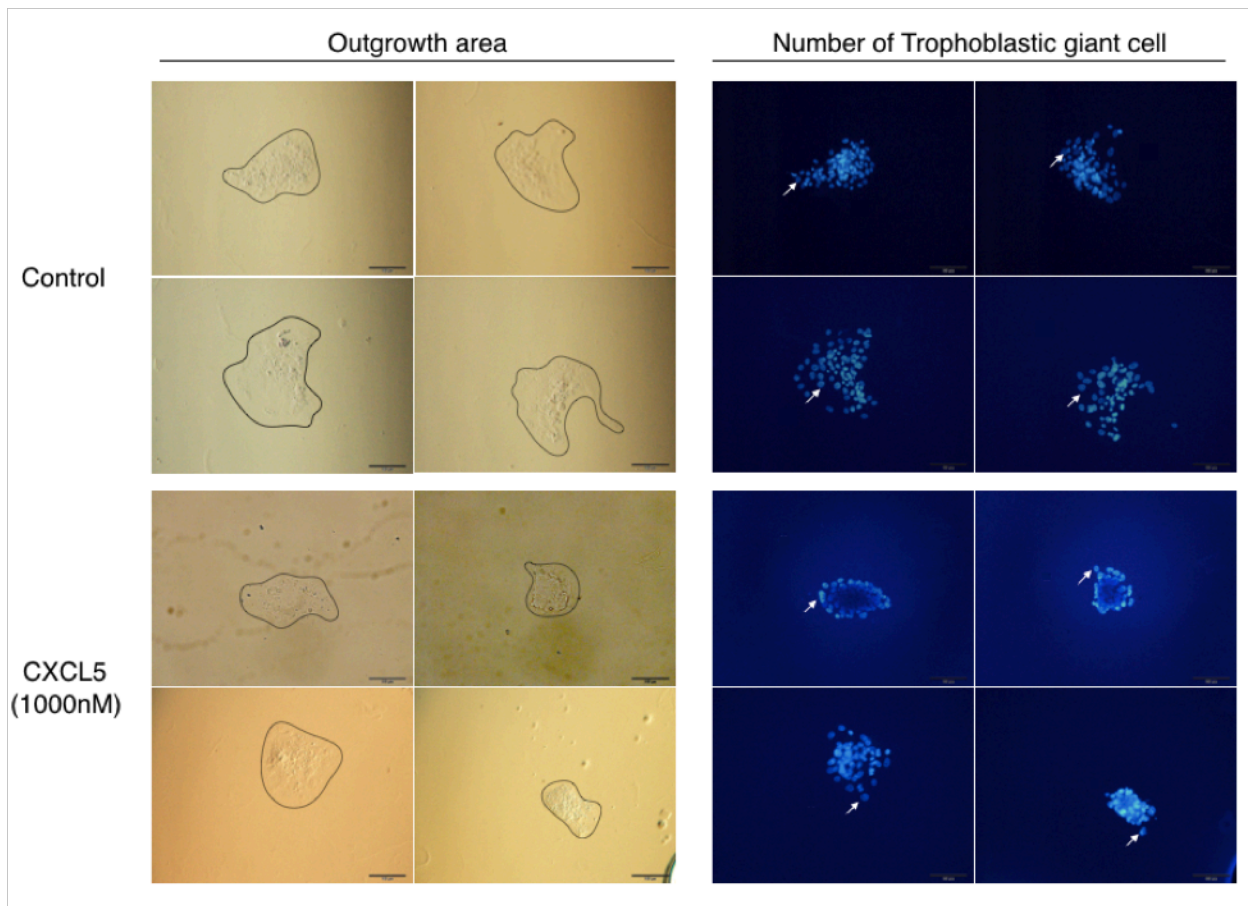 Outgrowth area
Number of Trophoblastic giant cell
Control
CXCL5
(1000nM)